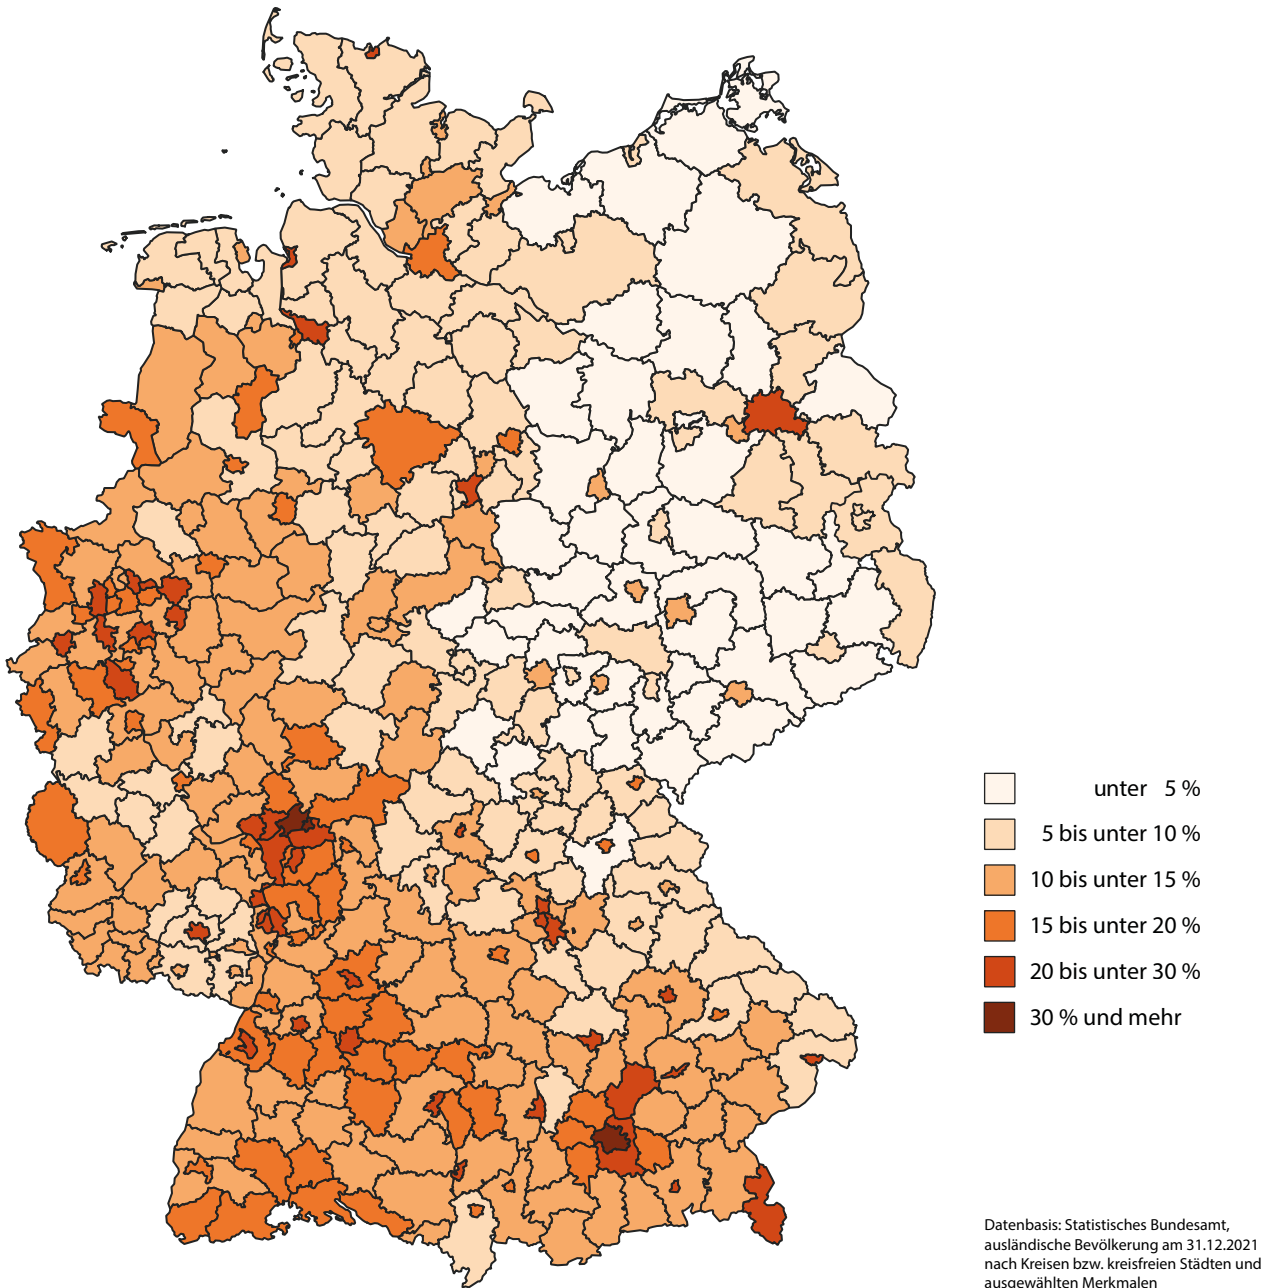 unter 5 %
5 bis unter 10 %
10 bis unter 15 %
15 bis unter 20 %
20 bis unter 30 %
30 % und mehr
Datenbasis: Statistisches Bundesamt,
ausländische Bevölkerung am 31.12.2021
nach Kreisen bzw. kreisfreien Städten und
ausgewählten Merkmalen